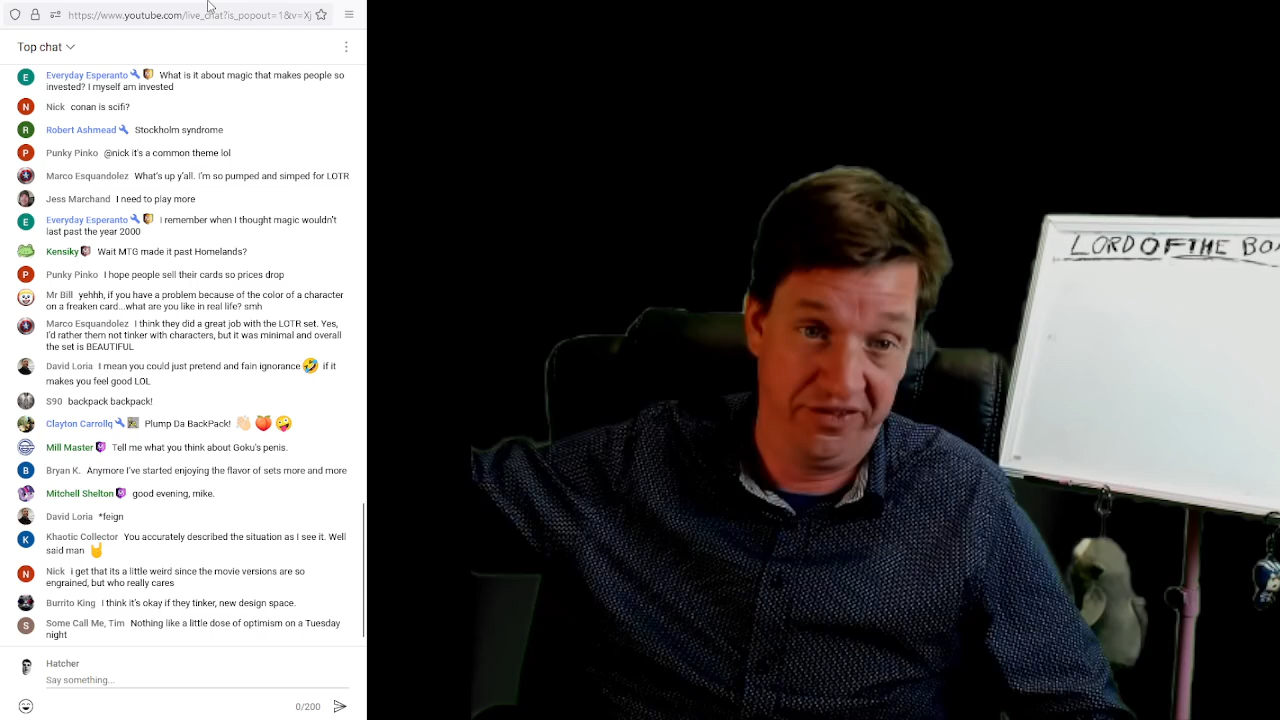 https://www.youtube.com/live_chat?is_popout=1&v=Xj
Top chat
E
Everyday Esperanto What is it about magic that makes people so
invested? I myself am invested
N
Nick conan is scifi?
R
Robert Ashmead Stockholm syndrome
P
Punky Pinko @nick it's a common theme lol
Marco Esquandolez What's up y'all. I'm so pumped and simped for LOTR
Jess Marchand I need to play more
E
Everyday Esperanto I remember when I thought magic wouldn't
last past the year 2000
Kensiky Wait MTG made it past Homelands?
P
Punky Pinko I hope people sell their cards so prices drop
Mr Bill yehhh, if you have a problem because of the color of a character
on a freaken card...what are you like in real life? smh
Marco Esquandolez I think they did a great job with the LOTR set. Yes,
I'd rather them not tinker with characters, but it was minimal and overall
the set is BEAUTIFUL
David Loria I mean you could just pretend and fain ignorance 🤣 if it
makes you feel good LOL
S90 backpack backpack!
Clayton Carrollq Plump Da BackPack! 👏🏻 🍑 🤪
Mill Master Tell me what you think about Goku's penis.
B
Bryan K. Anymore I've started enjoying the flavor of sets more and more
Mitchell Shelton good evening, mike.
David Loria *feign
K
Khaotic Collector You accurately described the situation as I see it. Well
said man 🤘
N
Nick i get that its a little weird since the movie versions are so
engrained, but who really cares
Burrito King I think it's okay if they tinker, new design space.
S
Some Call Me, Tim Nothing like a little dose of optimism on a Tuesday
night
Hatcher
Say something...
0/200
LORD OF THE BO